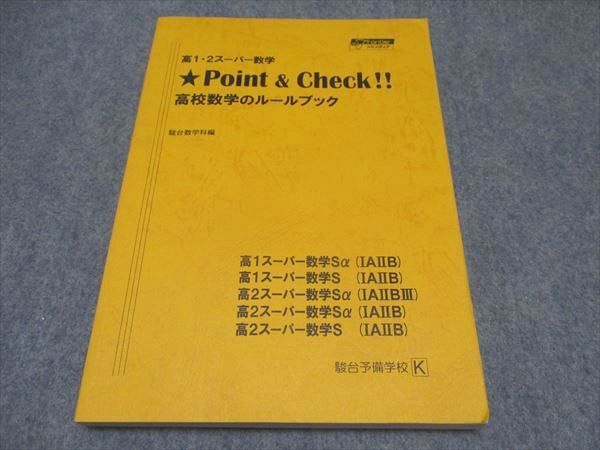 高1・2スーパー数学
★Point & Check!!
高校数学のルールブック
駿台数学科編
高1スーパー数学Sα (ⅠAⅡB)
高1スーパー数学S (ⅠAⅡB)
高2スーパー数学Sα (ⅠAⅡBⅢ)
高2スーパー数学Sα (ⅠAⅡB)
高2スーパー数学S (ⅠAⅡB)
駿台予備学校 K